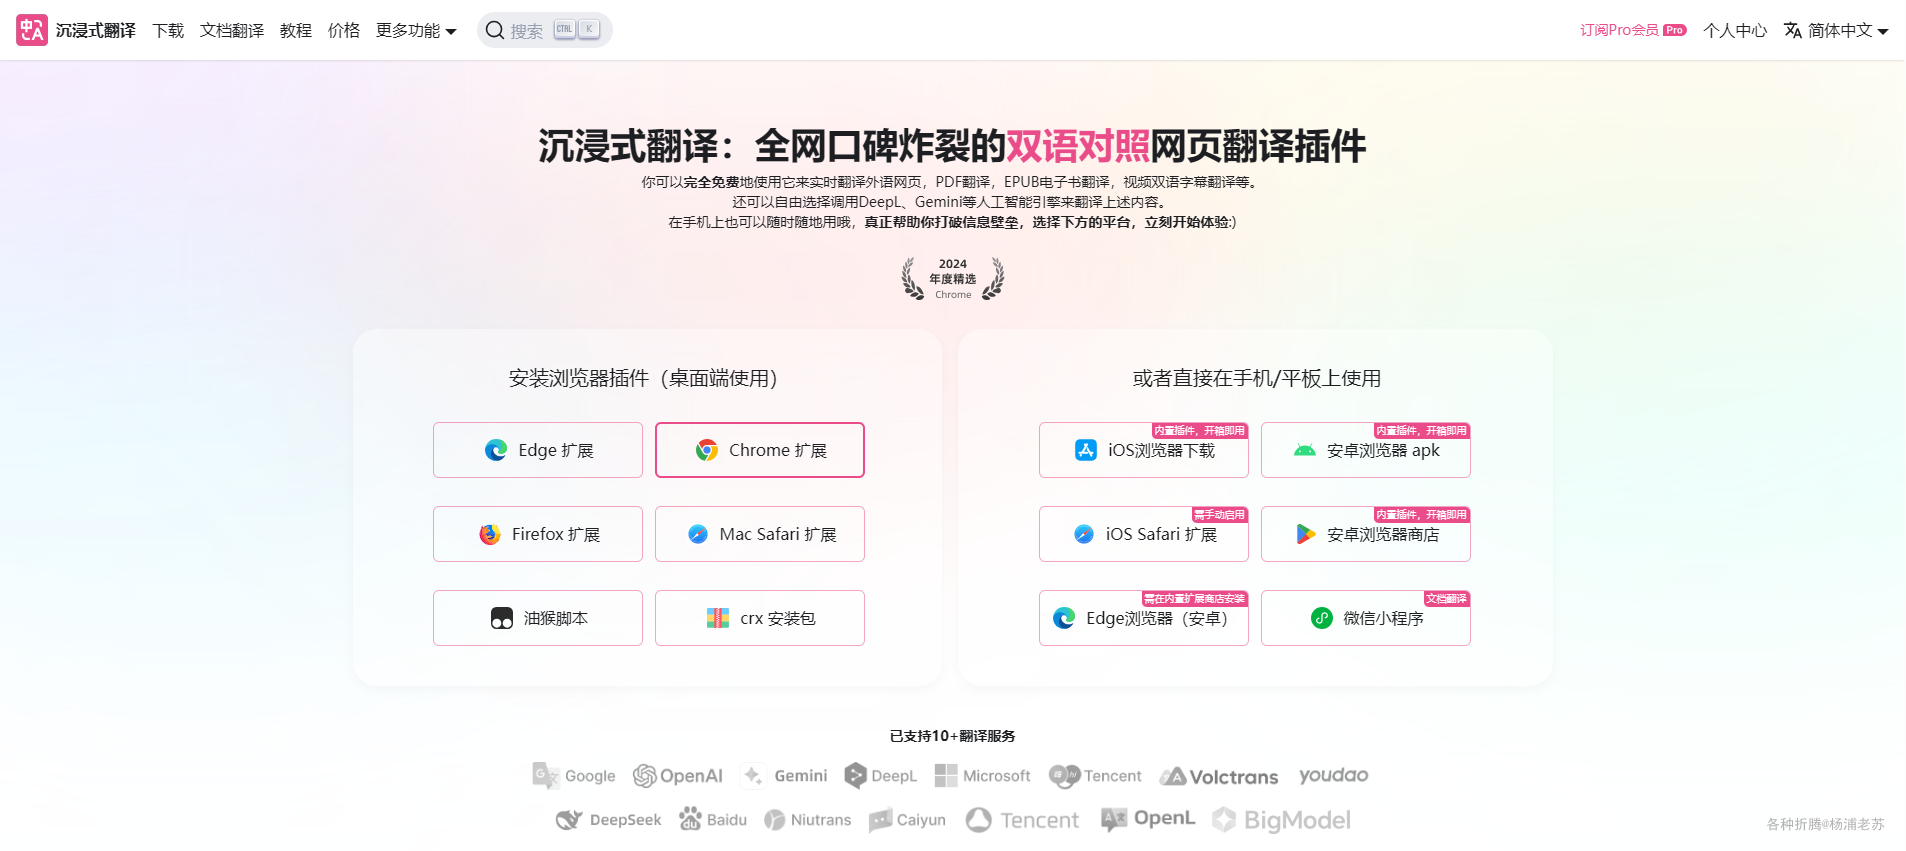 沉浸式翻译 下载 文档翻译 教程 价格 更多功能 搜索 CTRL K 订阅Pro会员 Pro 个人中心 简体中文
沉浸式翻译：全网口碑炸裂的双语对照网页翻译插件
你可以完全免费地使用它来实时翻译外语网页，PDF翻译，EPUB电子书翻译，视频双语字幕翻译等。
还可以自由选择调用DeepL、Gemini等人工智能引擎来翻译上述内容。
在手机上也可以随时随地用哦，真正帮助你打破信息壁垒，选择下方的平台，立刻开始体验:)
2024
年度精选
Chrome
安装浏览器插件（桌面端使用）
Edge 扩展
Chrome 扩展
Firefox 扩展
Mac Safari 扩展
油猴脚本
crx 安装包
或者直接在手机/平板上使用
内置插件，开箱即用
iOS浏览器下载
内置插件，开箱即用
安卓浏览器 apk
需手动启用
iOS Safari 扩展
内置插件，开箱即用
安卓浏览器商店
需在内置扩展商店安装
Edge浏览器（安卓）
文档翻译
微信小程序
已支持10+翻译服务
Google OpenAI Gemini DeepL Microsoft Tencent Volctrans youdao
DeepSeek Baidu Niutrans Caiyun Tencent OpenL BigModel
各种折腾@杨浦老苏